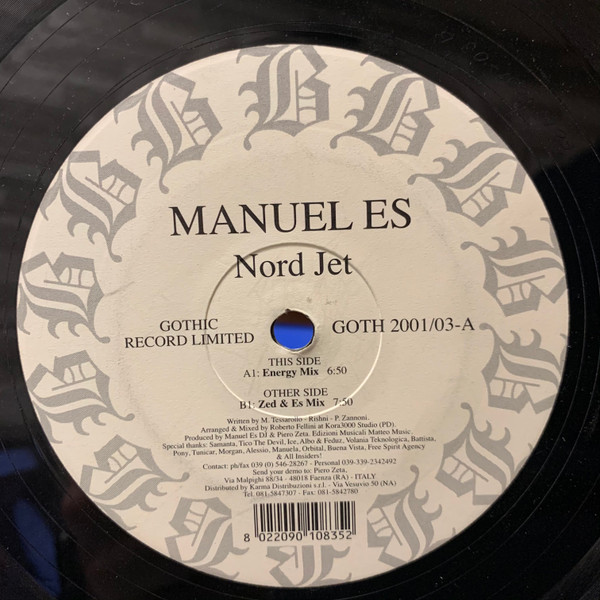 MANUEL ES
Nord Jet
GOTHIC
RECORD LIMITED
GOTH 2001/03-A
THIS SIDE
A1: Energy Mix 6:50
OTHER SIDE
B1: Zed & Es Mix 7:50
Written by M. Tessarollo - Rishni - P. Zannoni.
Arranged & Mixed by Roberto Fellini at Kora3000 Studio (PD).
Produced by Manuel Es DJ & Piero Zeta. Edizioni Musicali Matteo Music.
Special thanks: Samanta, Tico The Devil, Ice, Albo & Feduz, Volania Teknologica, Battista,
Pony, Tunicar, Morgan, Alessio, Manuela, Orbital, Buena Vista, Free Spirit Agency
& All Insiders!
Contact: ph/fax 039 (0) 546-28267 - Personal 039-339-2342492
Send your demo to: Piero Zeta,
Via Malpighi 88/34 - 48018 Faenza (RA) - ITALY
Distributed by Karma Distribuzioni s.r.l. - Via Vesuvio 50 (NA)
Tel. 081-5847307 - Fax: 081-5842780
8 022090 108352